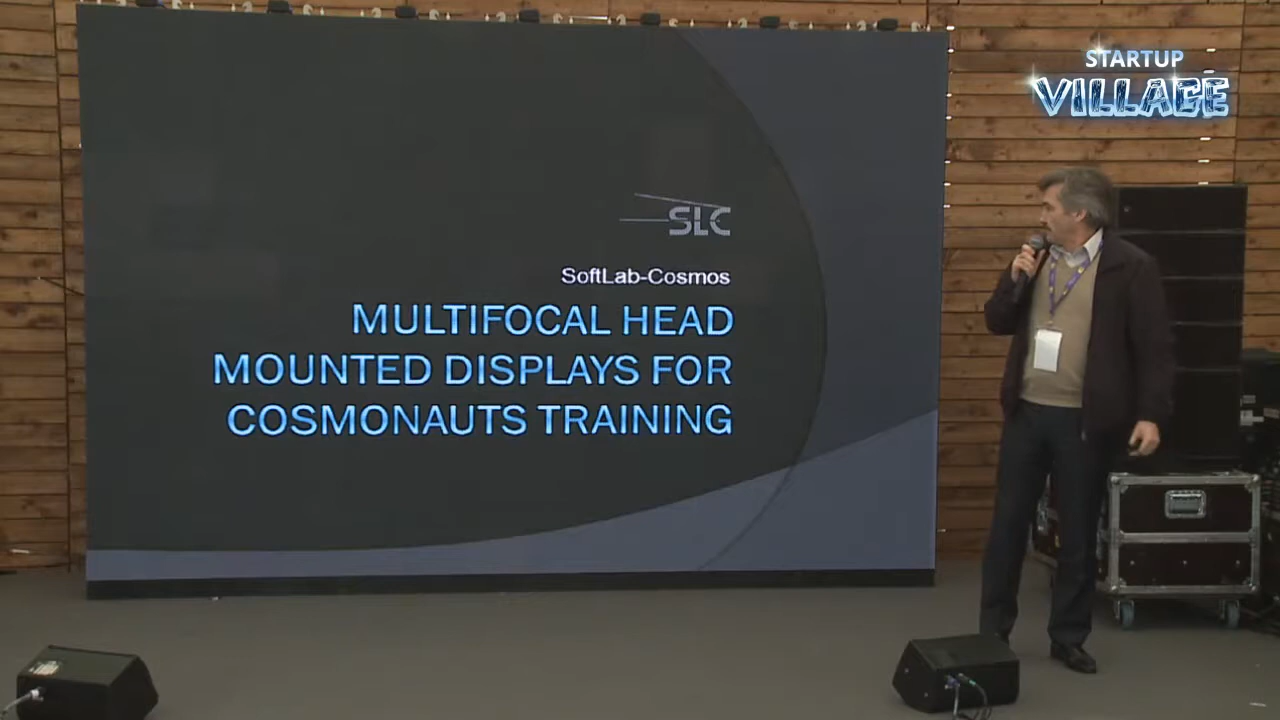 STARTUP
VILLAGE
SLC
SoftLab-Cosmos
MULTIFOCAL HEAD
MOUNTED DISPLAYS FOR
COSMONAUTS TRAINING